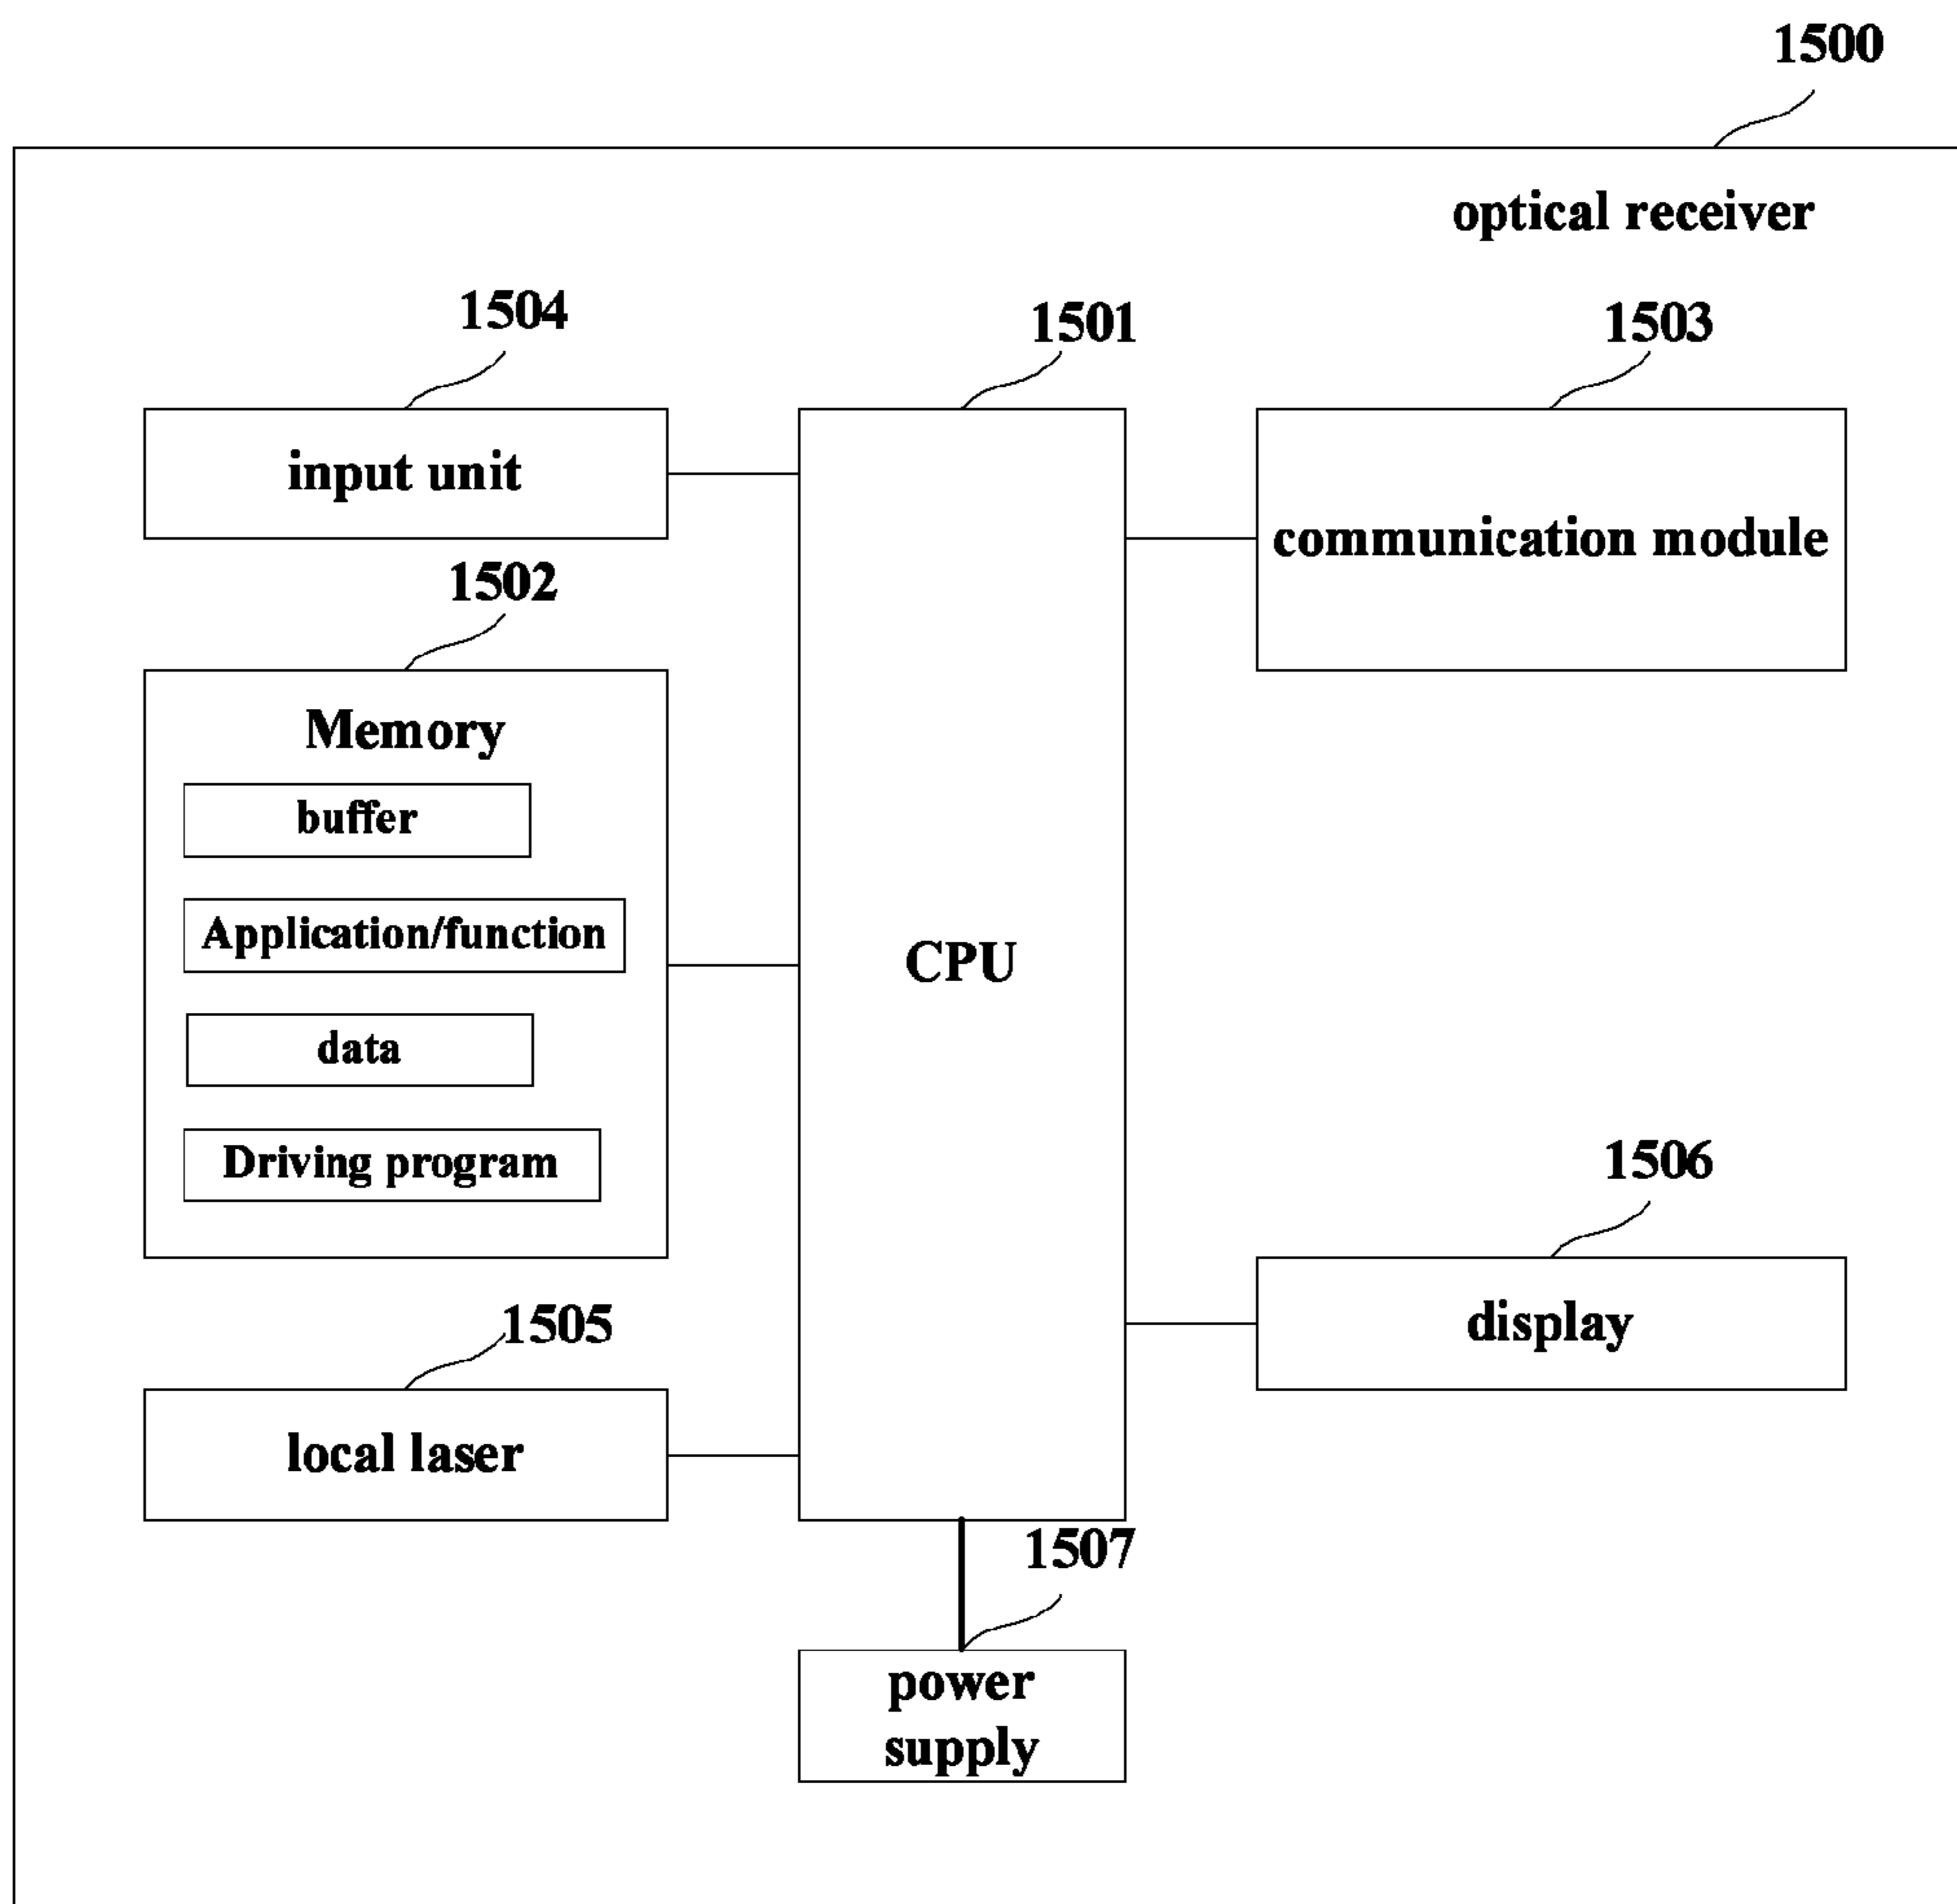 1500
optical receiver
1504
1501
1503
input unit
communication module
1502
Memory
buffer
Application/function
data
Driving program
CPU
1506
display
1505
local laser
1507
power
supply